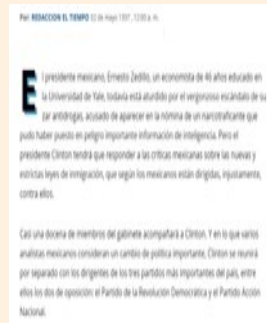 Por: REDACCION EL TIEMPO 02 de mayo 1997, 12:00 a. m.
El presidente mexicano, Ernesto Zedillo, un economista de 46 años educado en
la Universidad de Yale, todavía está aturdido por el vergonzoso escándalo de su
zar antidrogas, acusado de aparecer en la nómina de un narcotraficante que
pudo haber puesto en peligro importante información de inteligencia. Pero el
presidente Clinton tendrá que responder a las críticas mexicanas sobre las nuevas y
estrictas leyes de inmigración, que según los mexicanos están dirigidas, injustamente,
contra ellos.
Casi una docena de miembros del gabinete acompañará a Clinton. Y en lo que varios
analistas mexicanos consideran un cambio de política importante, Clinton se reunirá
por separado con los dirigentes de los tres partidos más importantes del país, entre
ellos los dos de oposición: el Partido de la Revolución Democrática y el Partido Acción
Nacional.